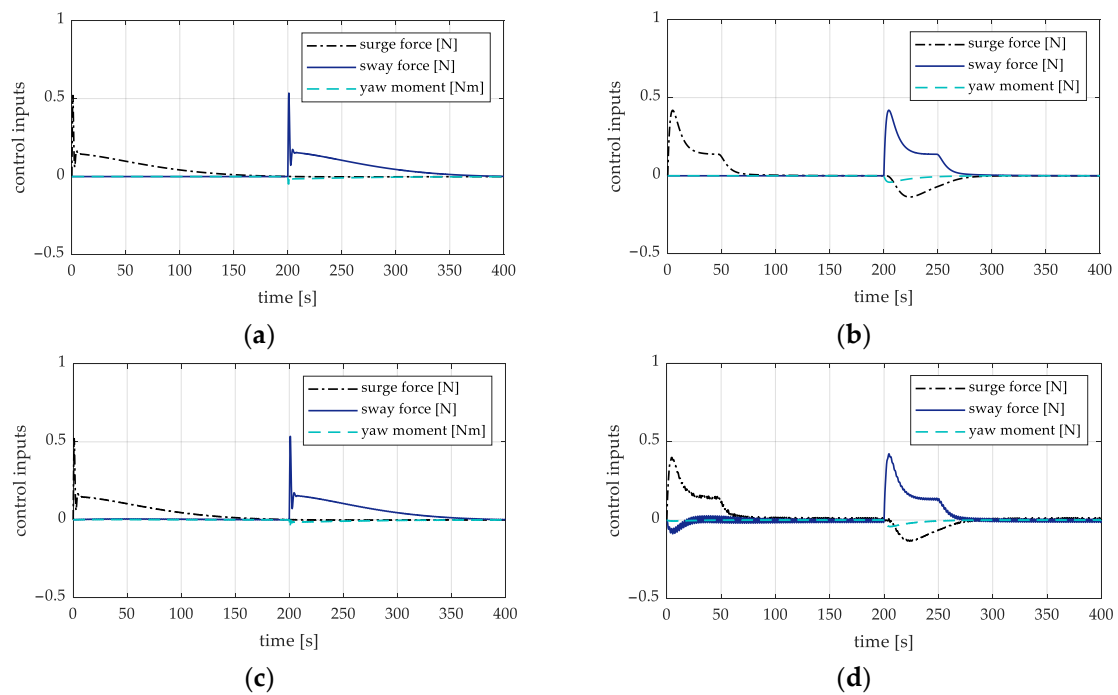 1
surge force [N]
sway force [N]
yaw moment [Nm]
0.5
0
−0.5
control inputs
0 50 100 150 200 250 300 350 400
time [s]
(a)
1
surge force [N]
sway force [N]
yaw moment [N]
0.5
0
−0.5
control inputs
0 50 100 150 200 250 300 350 400
time [s]
(b)
1
surge force [N]
sway force [N]
yaw moment [Nm]
0.5
0
−0.5
control inputs
0 50 100 150 200 250 300 350 400
time [s]
(c)
1
surge force [N]
sway force [N]
yaw moment [N]
0.5
0
−0.5
control inputs
0 50 100 150 200 250 300 350 400
time [s]
(d)